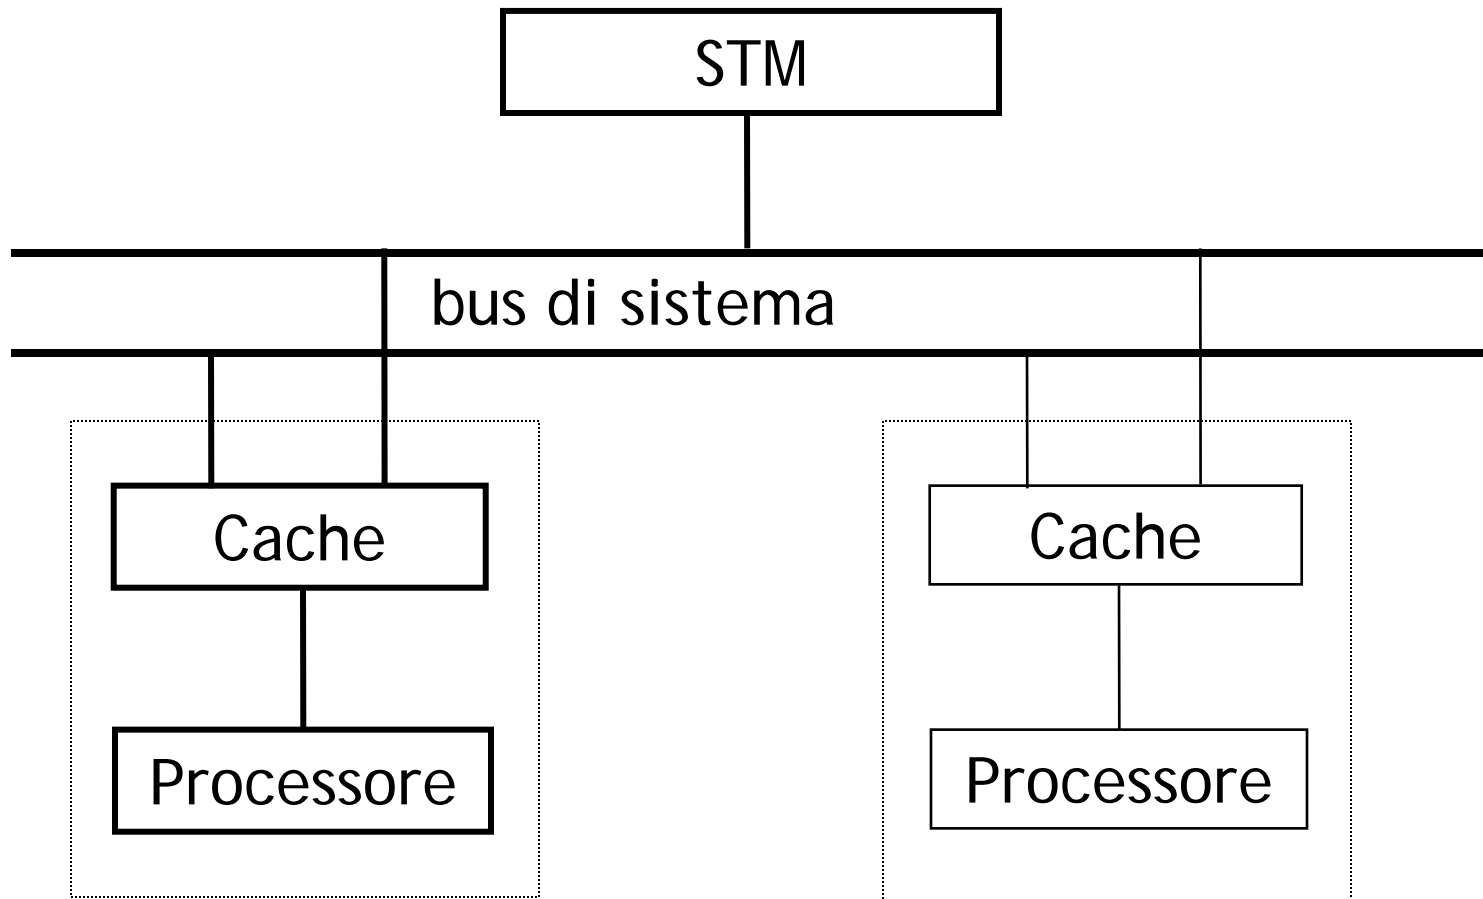 STM
bus di sistema
Cache
Cache
Processore
Processore